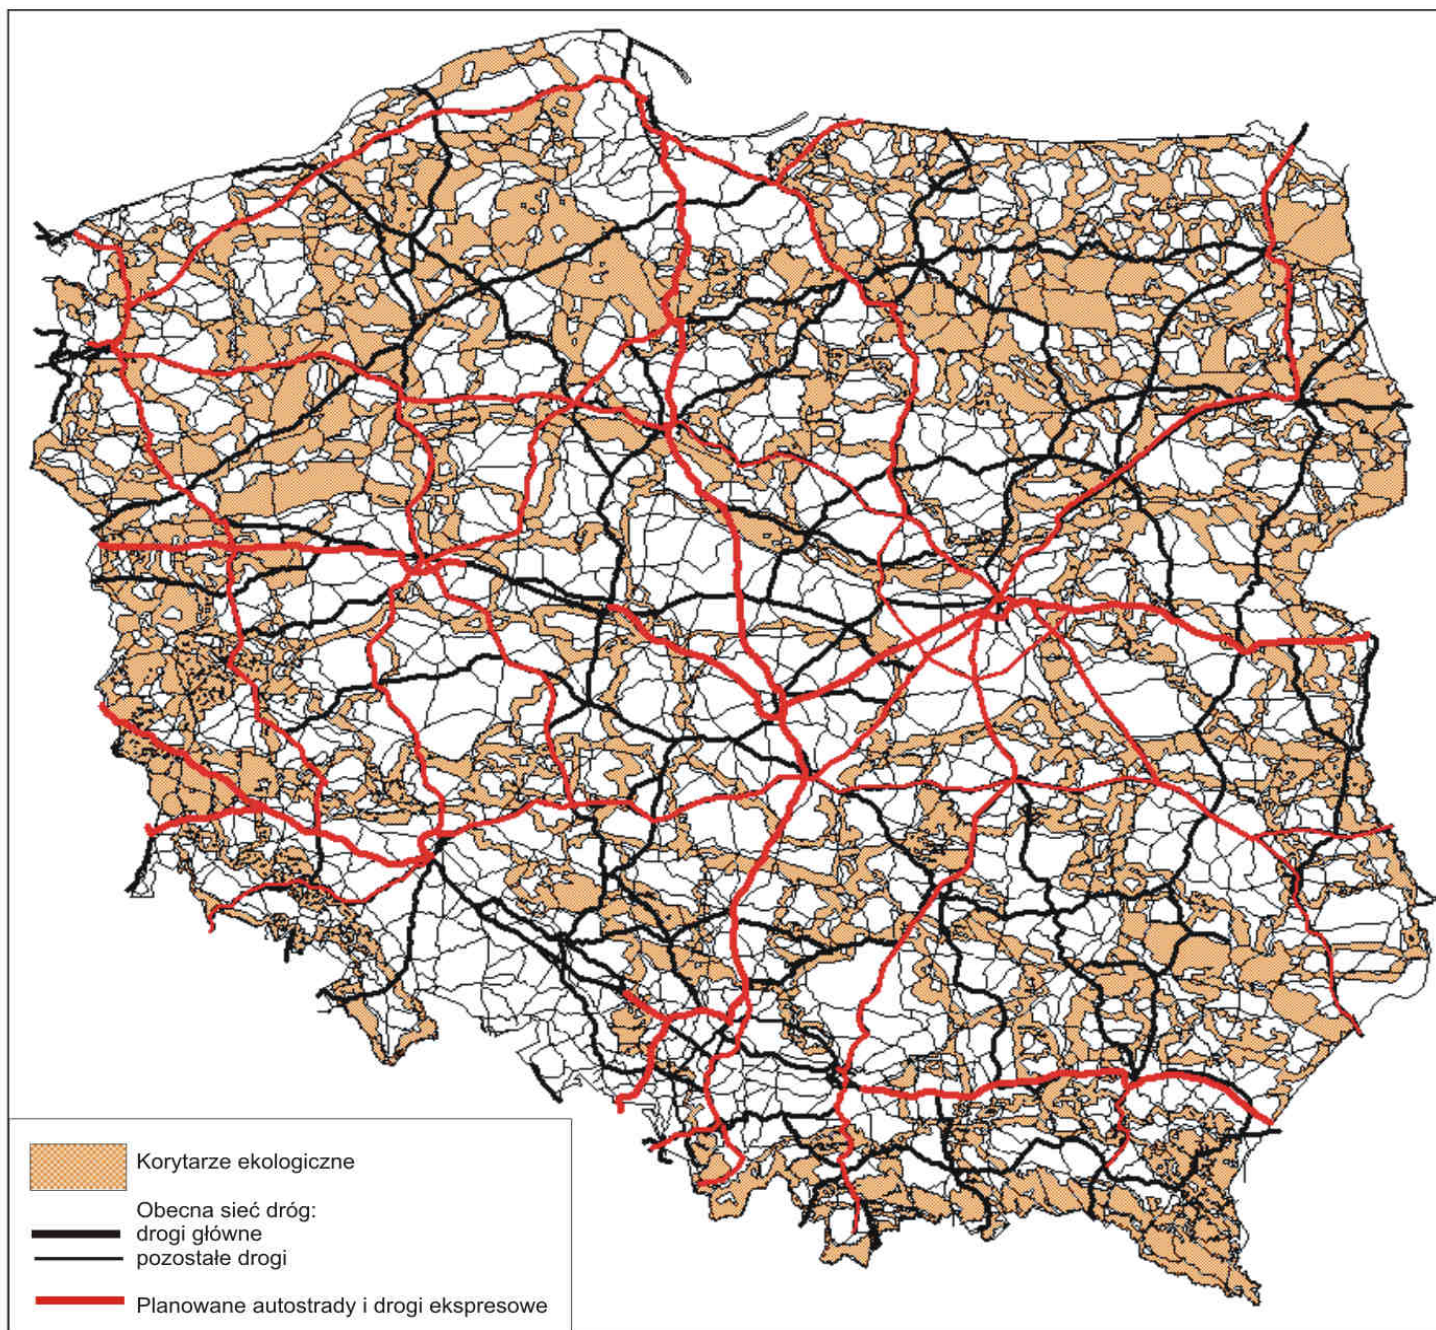 Korytarze ekologiczne
Obecna sieć dróg:
drogi główne
pozostałe drogi
Planowane autostrady i drogi ekspresowe